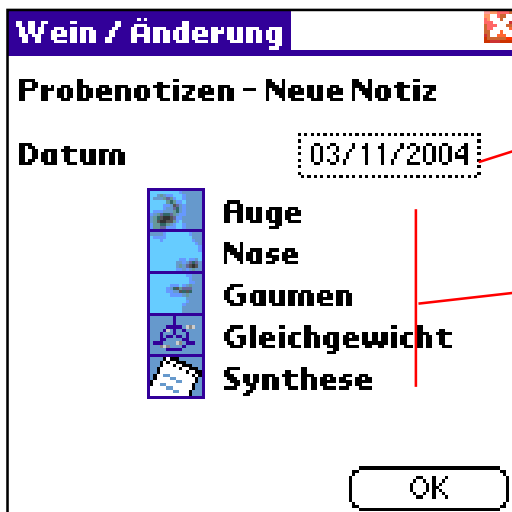 Wein / Änderung
Probenotizen - Neue Notiz
Datum 03/11/2004
Auge
Nase
Gaumen
Gleichgewicht
Synthese
OK